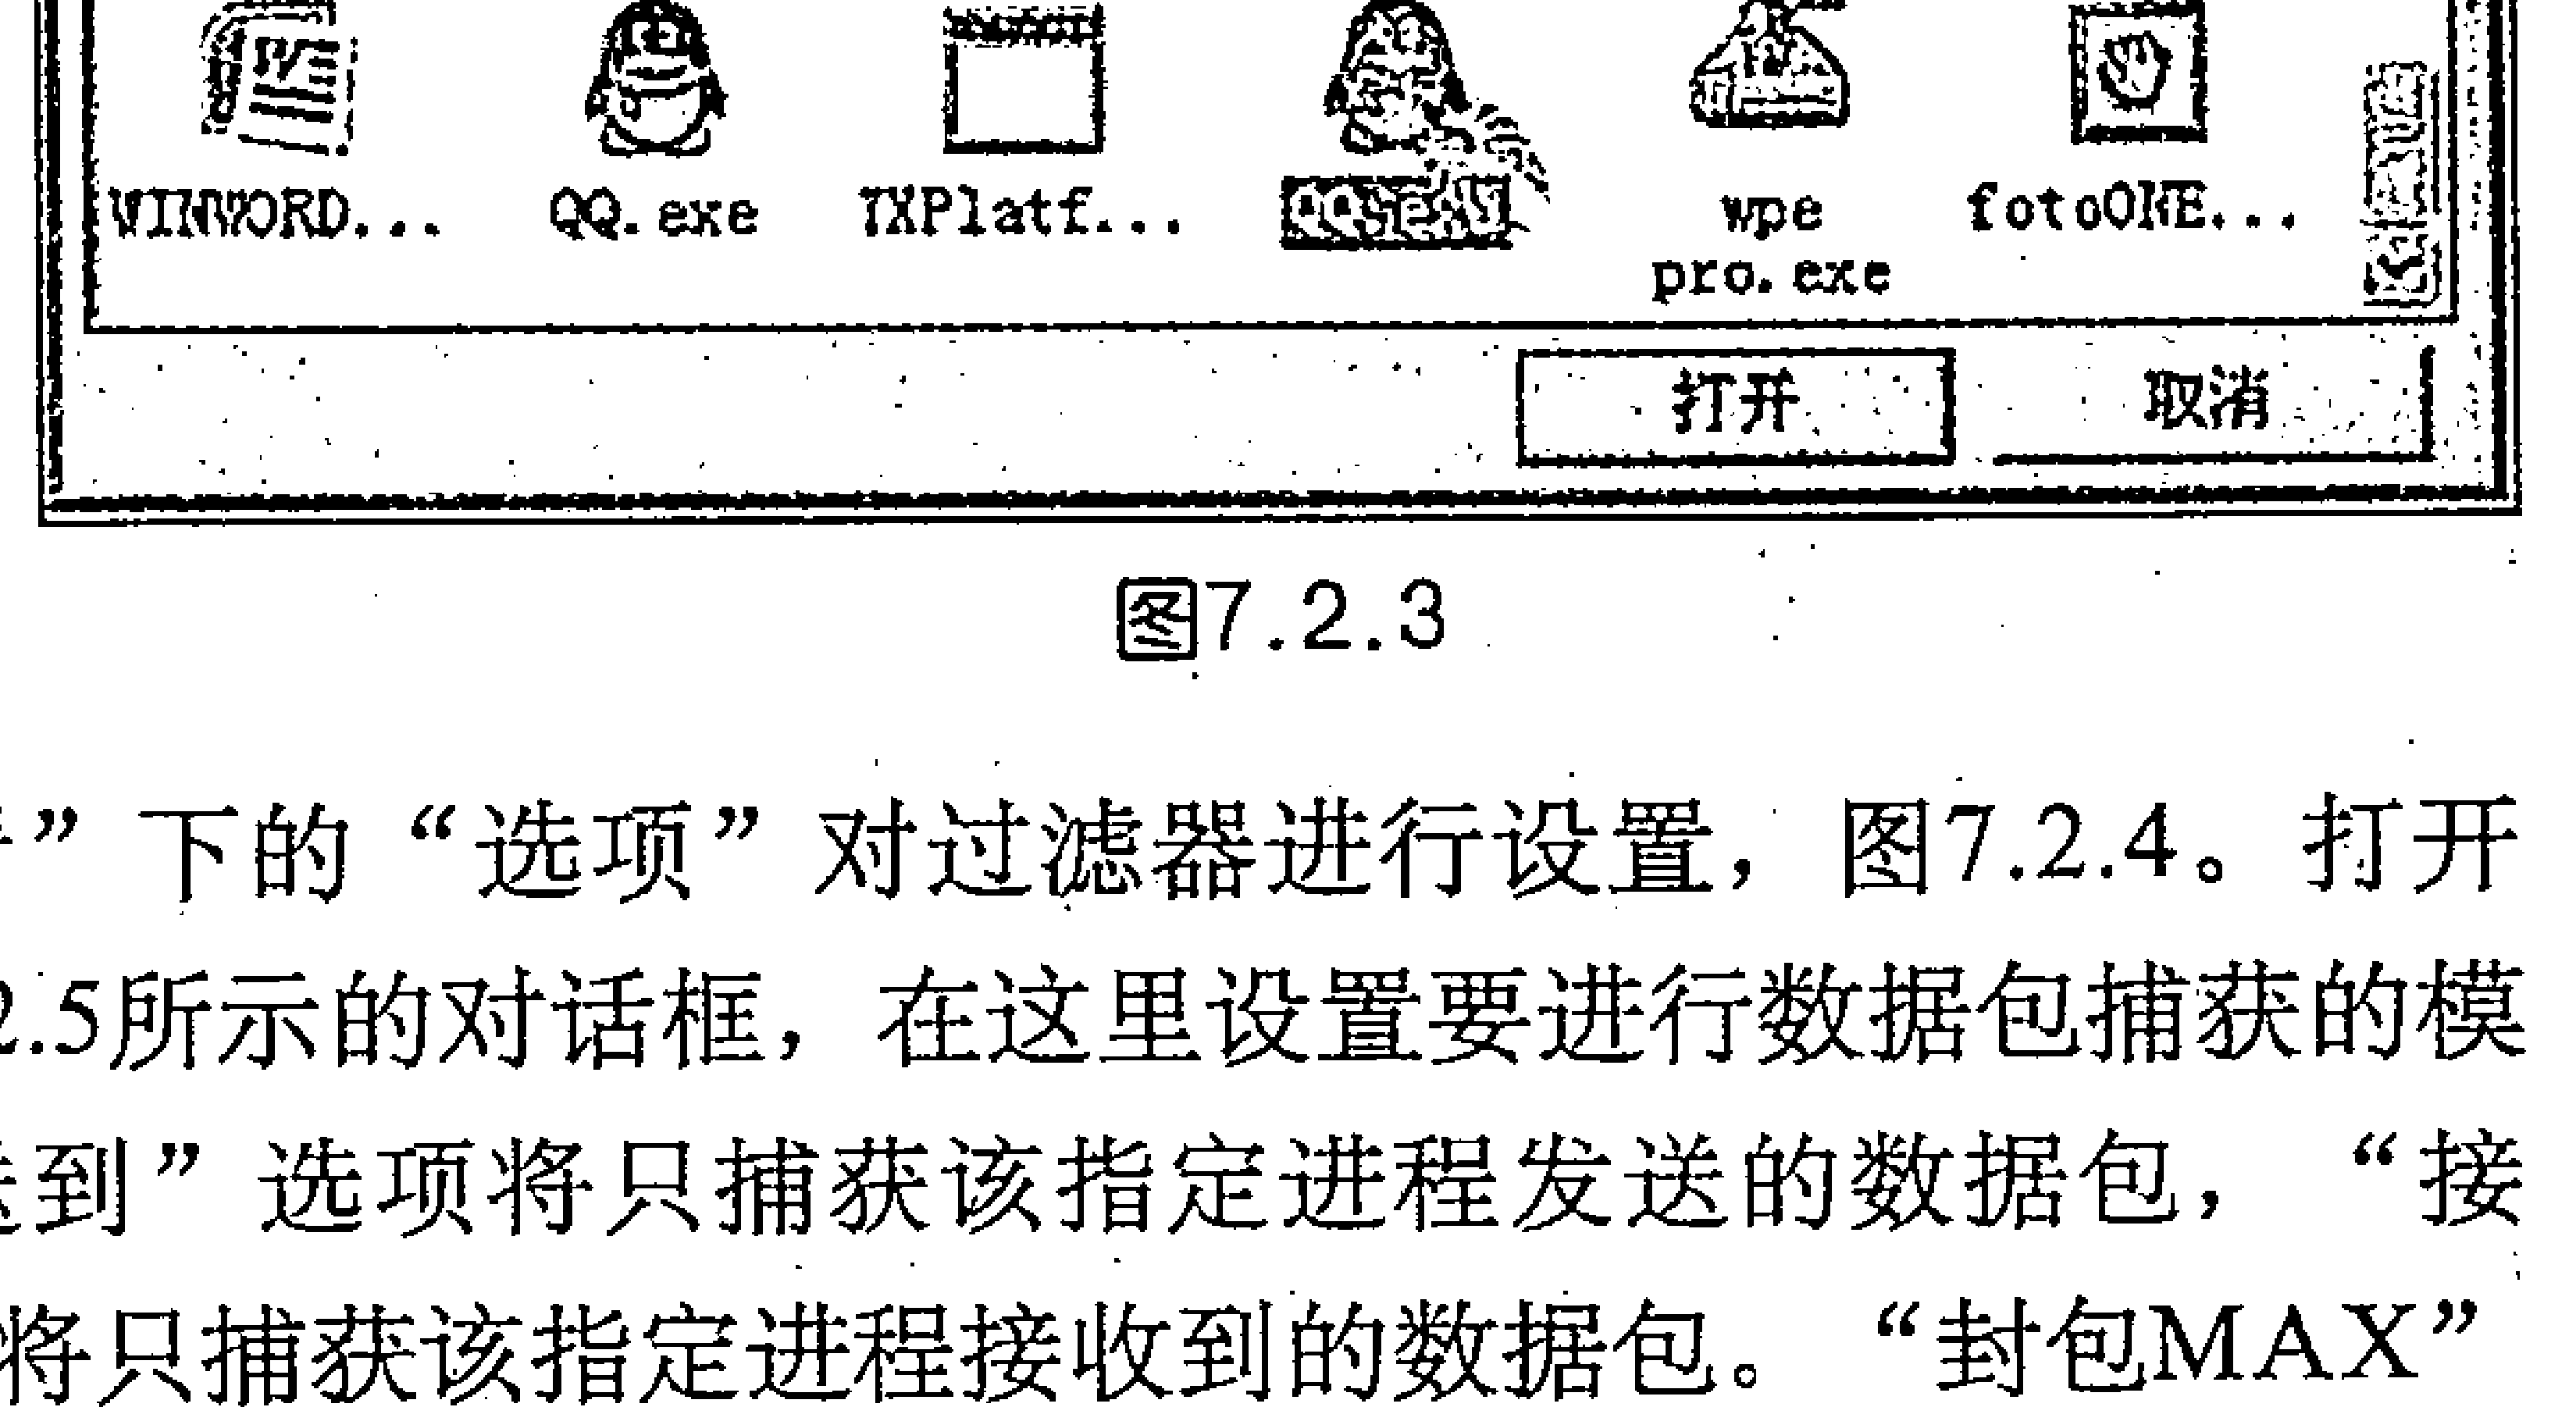 WINWORD... QQ.exe TXPlatf... wpe fotoONE...
pro.exe
打开 取消
图7.2.3
”下的“选项”对过滤器进行设置，图7.2.4。打开
2.5所示的对话框，在这里设置要进行数据包捕获的模
送到”选项将只捕获该指定进程发送的数据包，“接
将只捕获该指定进程接收到的数据包。“封包MAX”